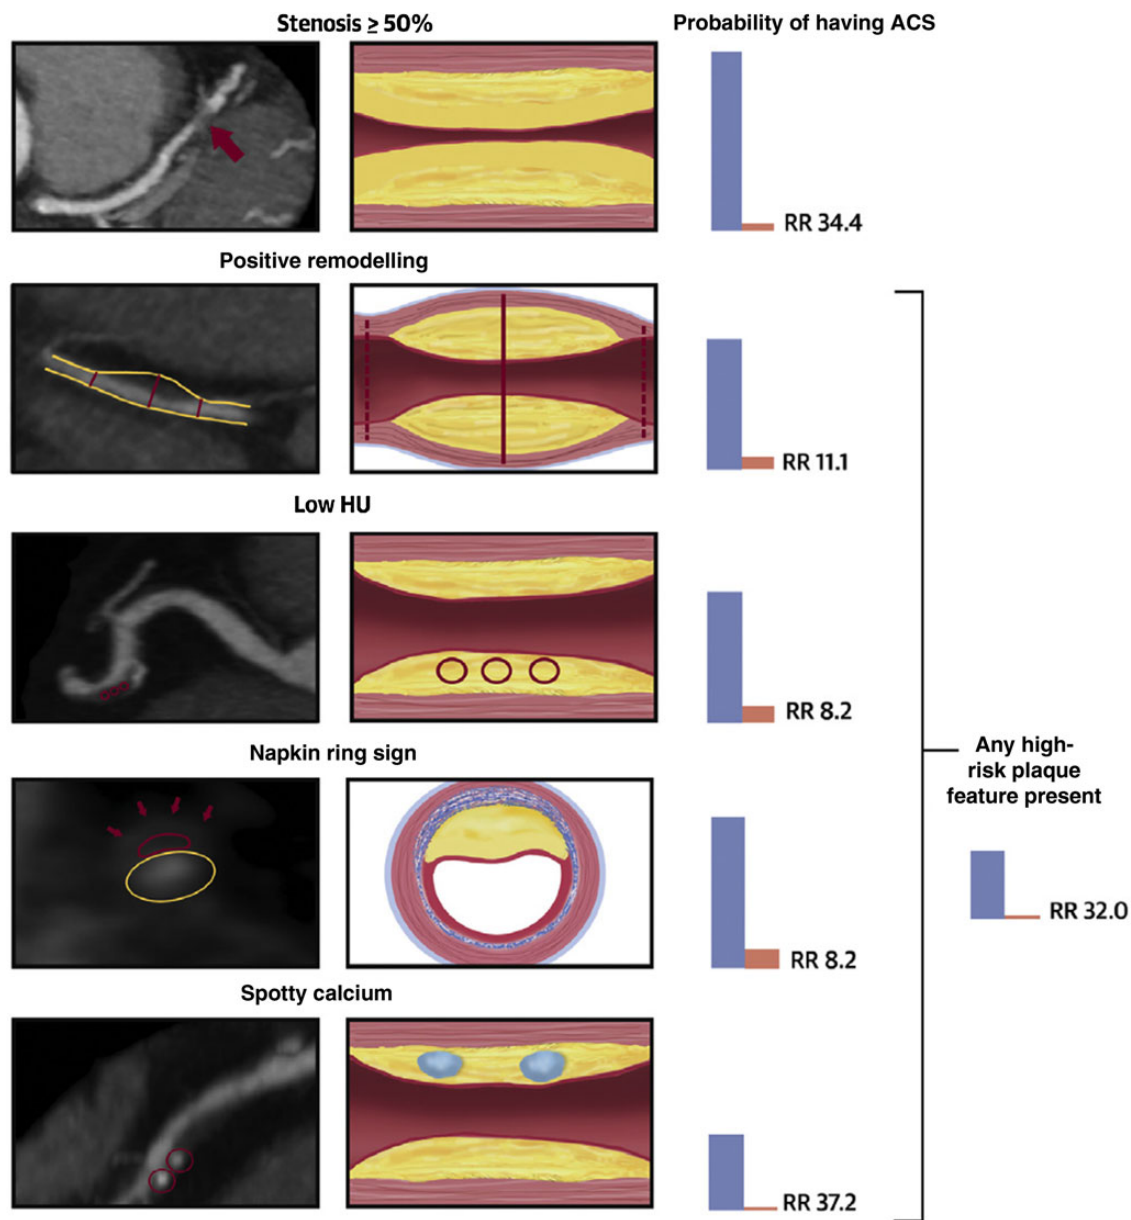 Stenosis ≥ 50%
Probability of having ACS
RR 34.4
Positive remodelling
RR 11.1
Low HU
RR 8.2
Napkin ring sign
RR 8.2
Any high-
risk plaque
feature present
RR 32.0
Spotty calcium
RR 37.2